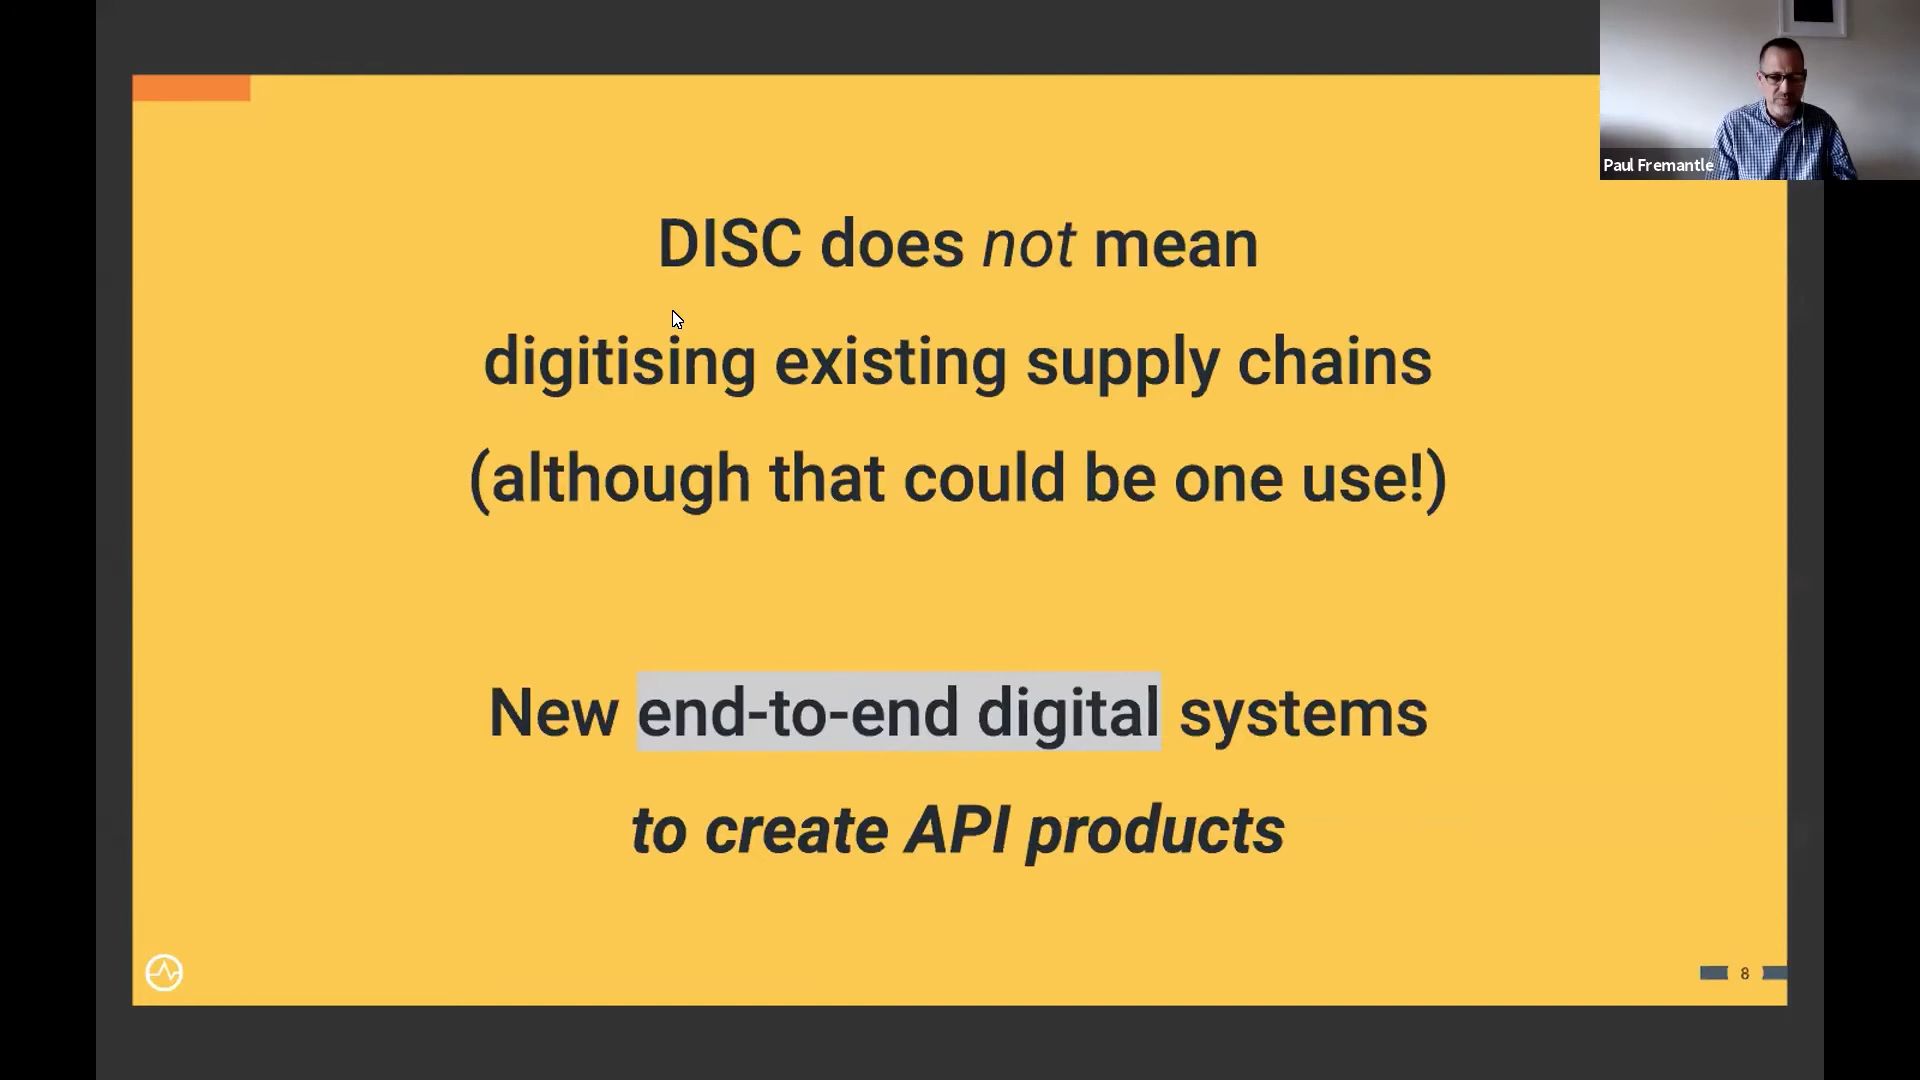 Paul Fremantle
DISC does not mean
digitising existing supply chains
(although that could be one use!)
New end-to-end digital systems
to create API products
8